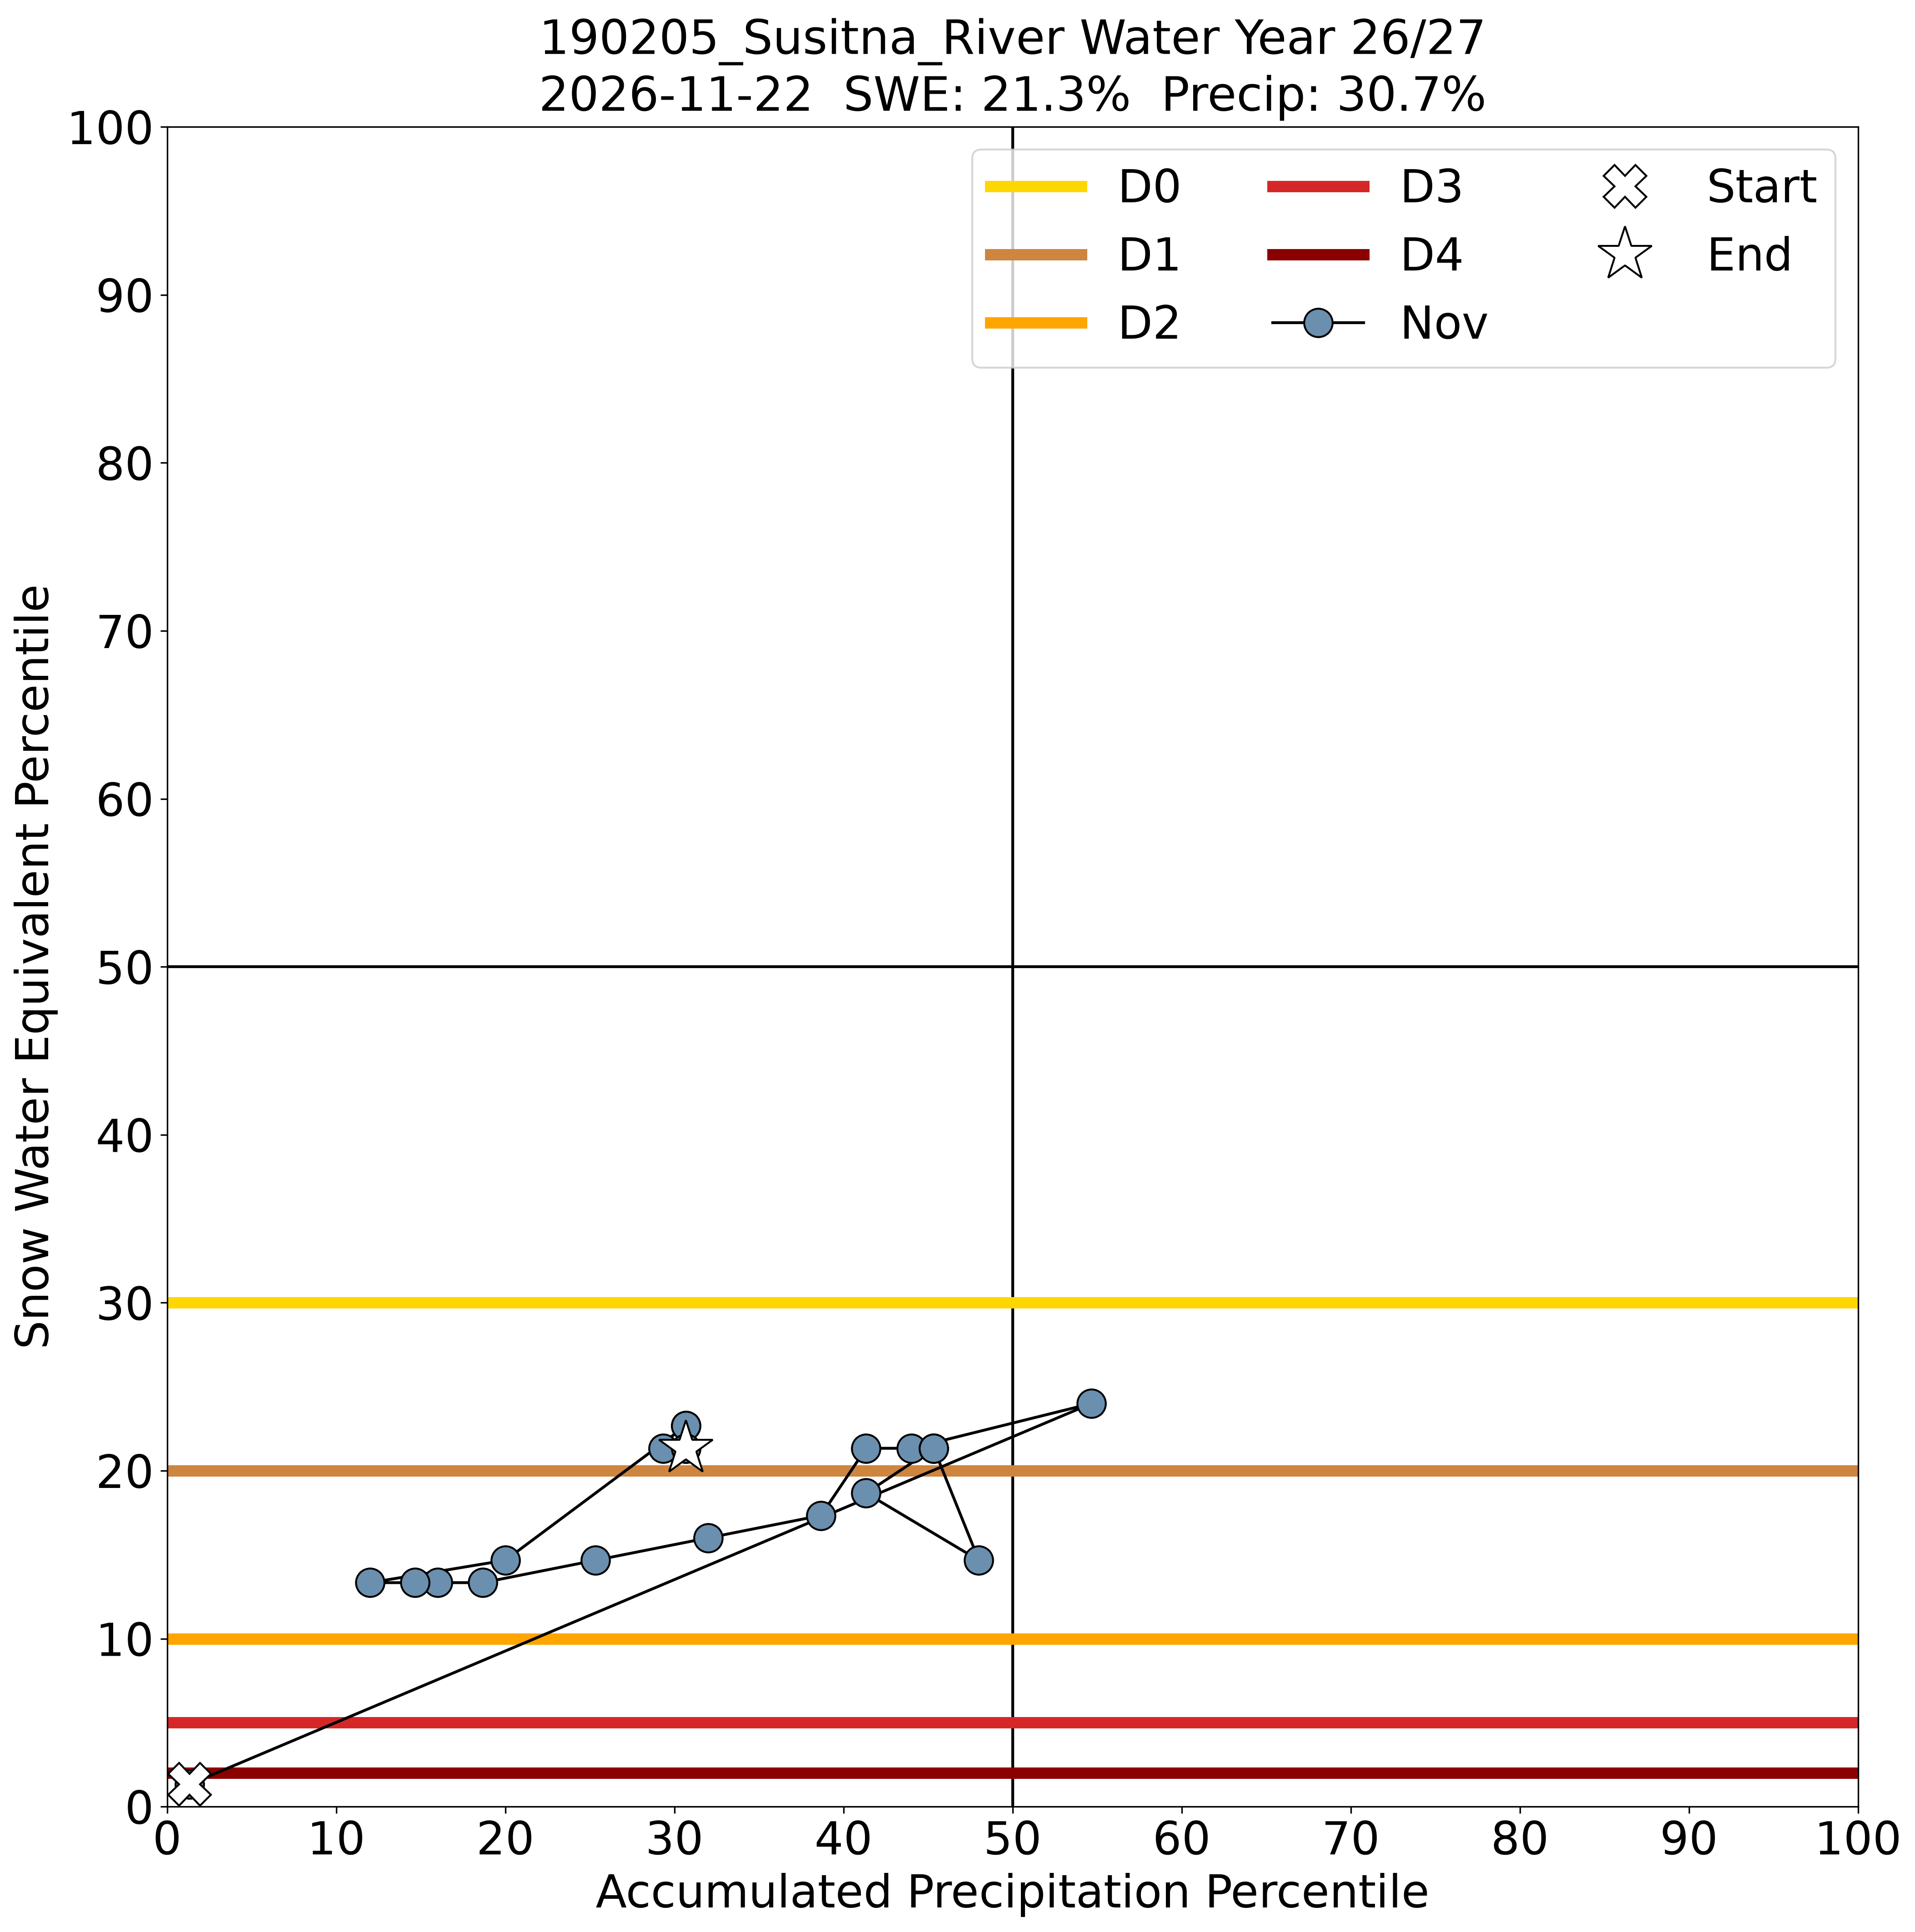 190205_Susitna_River Water Year 26/27
2026-11-22  SWE: 21.3%  Precip: 30.7%
D0
D1
D2
D3
D4
Nov
Start
End
Snow Water Equivalent Percentile
100
90
80
70
60
50
40
30
20
10
0
0 10 20 30 40 50 60 70 80 90 100
Accumulated Precipitation Percentile